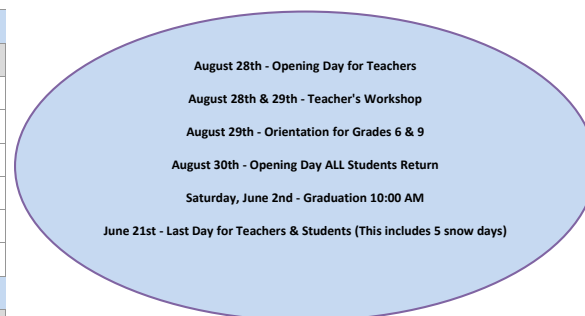 August 28th - Opening Day for Teachers
August 28th & 29th - Teacher's Workshop
August 29th - Orientation for Grades 6 & 9
August 30th - Opening Day ALL Students Return
Saturday, June 2nd - Graduation 10:00 AM
June 21st - Last Day for Teachers & Students (This includes 5 snow days)